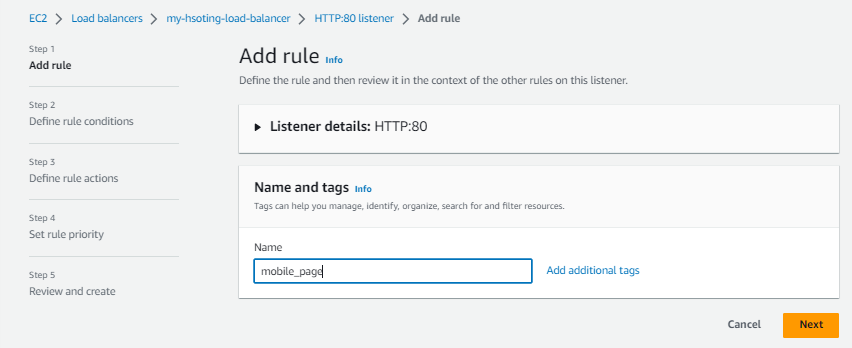 EC2 > Load balancers > my-hsoting-load-balancer > HTTP:80 listener > Add rule
Step 1
Add rule
Step 2
Define rule conditions
Step 3
Define rule actions
Step 4
Set rule priority
Step 5
Review and create
Add rule Info
Define the rule and then review it in the context of the other rules on this listener.
Listener details: HTTP:80
Name and tags Info
Tags can help you manage, identify, organize, search for and filter resources.
Name
mobile_page Add additional tags
Cancel Next